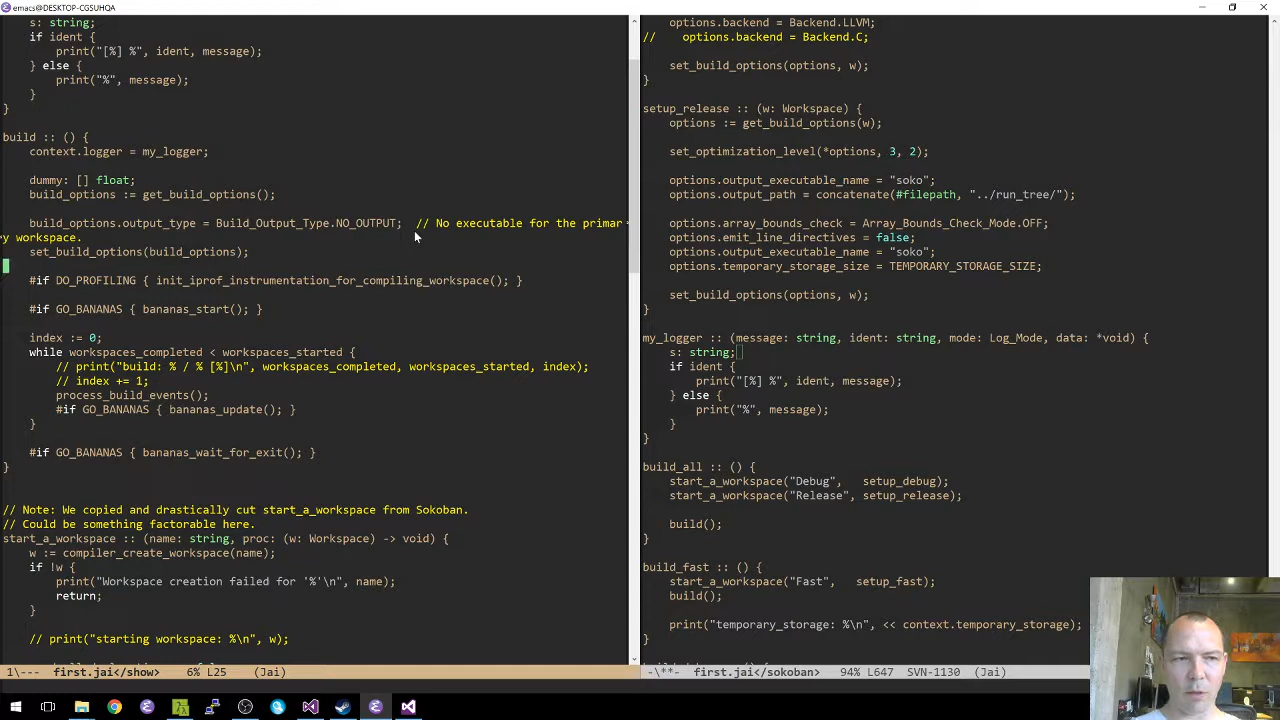 emacs@DESKTOP-CGSUHQA
s: string;
if ident {
print("[%] %", ident, message);
} else {
print("%", message);
}
}
build :: () {
context.logger = my_logger;
dummy: [] float;
build_options := get_build_options();
build_options.output_type = Build_Output_Type.NO_OUTPUT;  // No executable for the primar
y workspace.
set_build_options(build_options);
#if DO_PROFILING { init_iprof_instrumentation_for_compiling_workspace(); }
#if GO_BANANAS { bananas_start(); }
index := 0;
while workspaces_completed < workspaces_started {
// print("build: % / % [%]\n", workspaces_completed, workspaces_started, index);
// index += 1;
process_build_events();
#if GO_BANANAS { bananas_update(); }
}
#if GO_BANANAS { bananas_wait_for_exit(); }
}
// Note: We copied and drastically cut start_a_workspace from Sokoban.
// Could be something factorable here.
start_a_workspace :: (name: string, proc: (w: Workspace) -> void) {
w := compiler_create_workspace(name);
if !w {
print("Workspace creation failed for '%'\n", name);
return;
}
// print("starting workspace: %\n", w);
1\---  first.jai</show>  6% L25  (Jai)
options.backend = Backend.LLVM;
//    options.backend = Backend.C;
set_build_options(options, w);
}
setup_release :: (w: Workspace) {
options := get_build_options(w);
set_optimization_level(*options, 3, 2);
options.output_executable_name = "soko";
options.output_path = concatenate(#filepath, "../run_tree/");
options.array_bounds_check = Array_Bounds_Check_Mode.OFF;
options.emit_line_directives = false;
options.output_executable_name = "soko";
options.temporary_storage_size = TEMPORARY_STORAGE_SIZE;
set_build_options(options, w);
}
my_logger :: (message: string, ident: string, mode: Log_Mode, data: *void) {
s: string;
if ident {
print("[%] %", ident, message);
} else {
print("%", message);
}
}
build_all :: () {
start_a_workspace("Debug",   setup_debug);
start_a_workspace("Release", setup_release);
build();
}
build_fast :: () {
start_a_workspace("Fast",   setup_fast);
build();
print("temporary_storage: %\n", << context.temporary_storage);
}
-\**-  first.jai</sokoban>  94% L647  SVN-1130  (Jai)